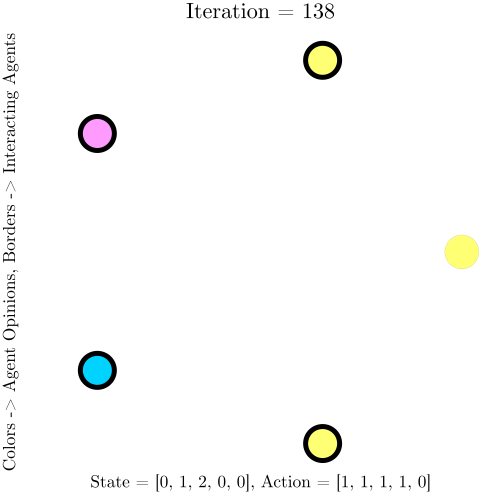 Iteration = 138
Colors -> Agent Opinions, Borders -> Interacting Agents
State = [0, 1, 2, 0, 0], Action = [1, 1, 1, 1, 0]